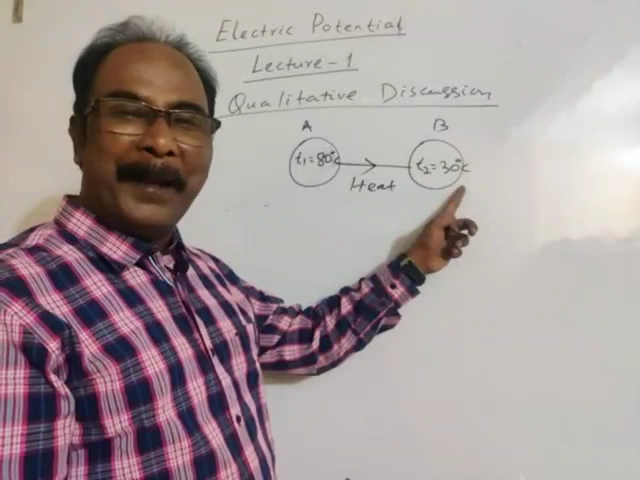 Electric Potential
Lecture-1
Qualitative Discussion
A B
t₁=80°c t₂=30°c
Heat